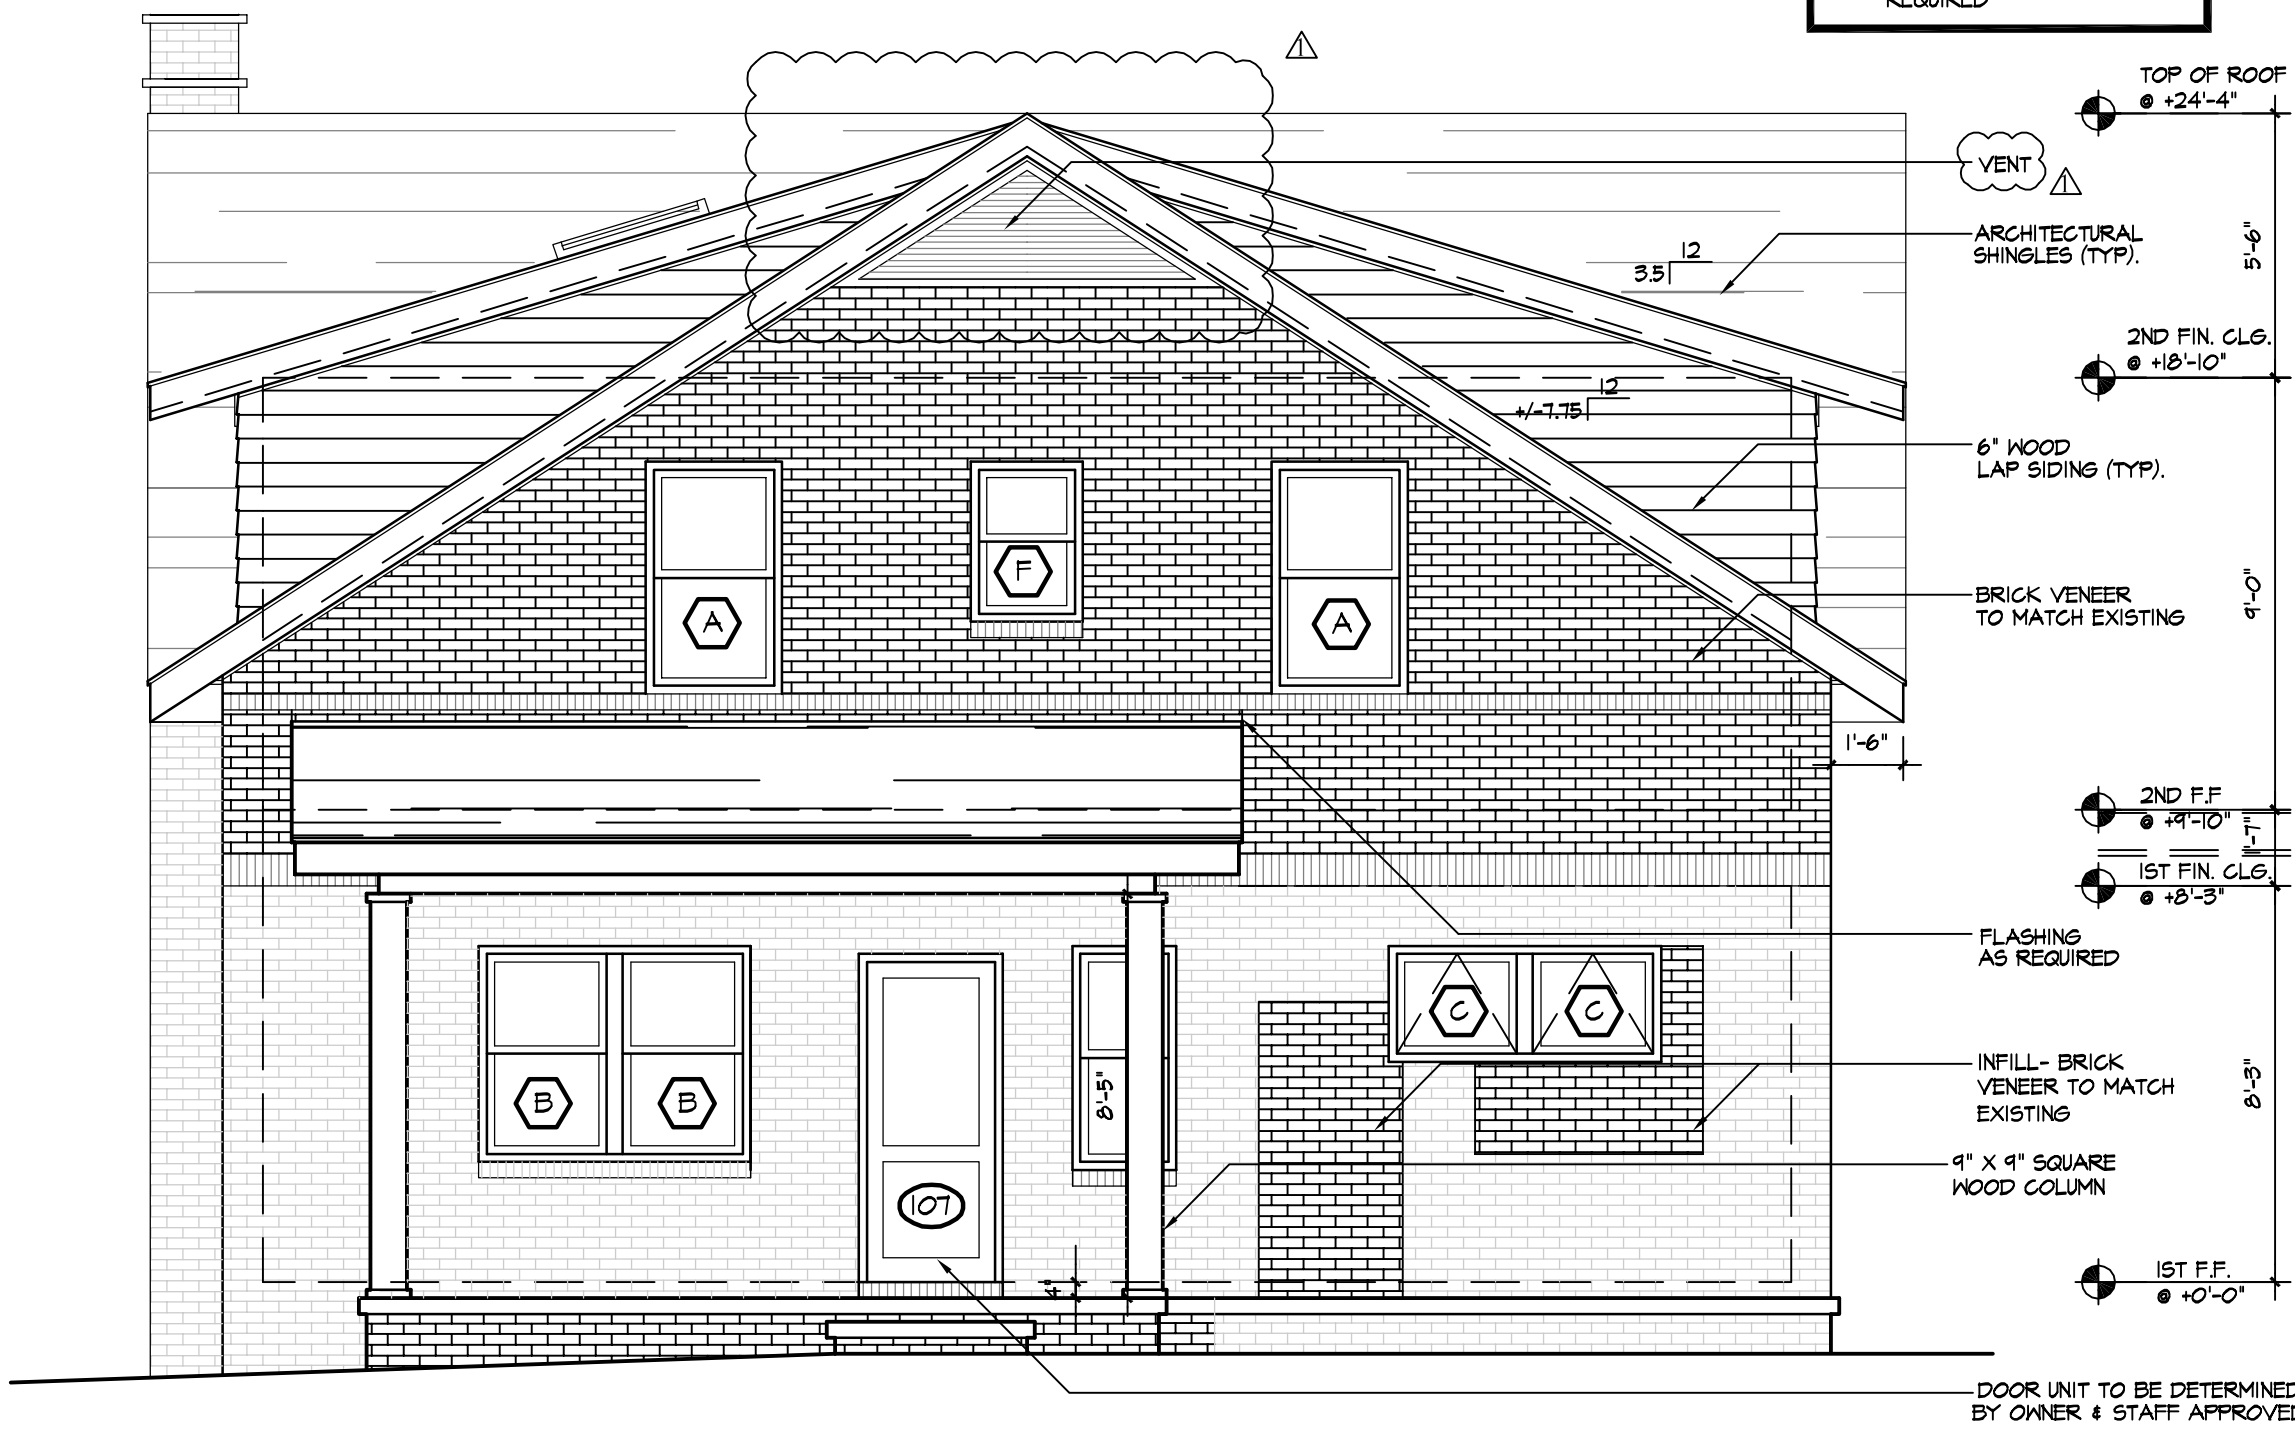 REQUIRED
1
TOP OF ROOF
@ +24'-4"
VENT
1
ARCHITECTURAL
SHINGLES (TYP).
5'-6"
12
3.5
2ND FIN. CLG.
@ +18'-10"
12
+/-7.75
6" WOOD
LAP SIDING (TYP).
F
A
A
BRICK VENEER
TO MATCH EXISTING
9'-0"
1'-6"
2ND F.F
@ +9'-10"
1'-7"
1ST FIN. CLG.
@ +8'-3"
FLASHING
AS REQUIRED
C
C
INFILL- BRICK
VENEER TO MATCH
EXISTING
B
B
8'-5"
8'-3"
9" X 9" SQUARE
WOOD COLUMN
107
4"
1ST F.F.
@ +0'-0"
DOOR UNIT TO BE DETERMINED
BY OWNER & STAFF APPROVED